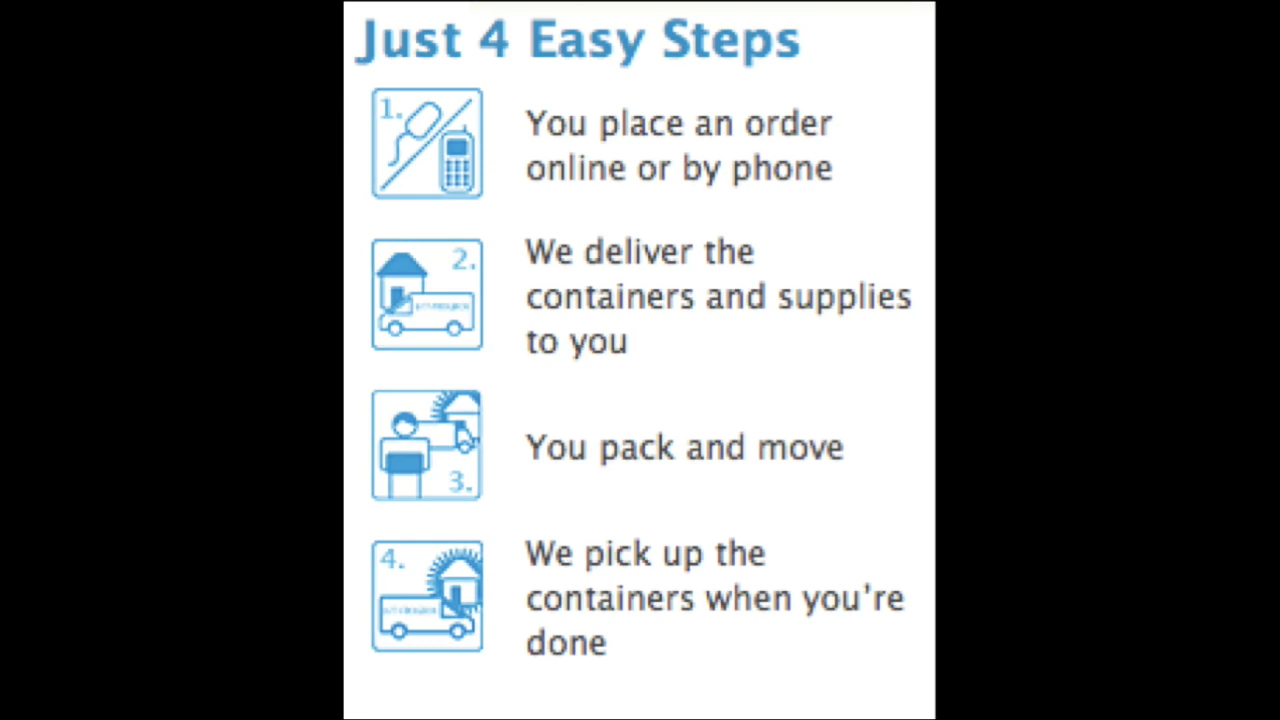 Just 4 Easy Steps
1.
You place an order
online or by phone
2.
We deliver the
containers and supplies
to you
3.
You pack and move
4.
We pick up the
containers when you're
done